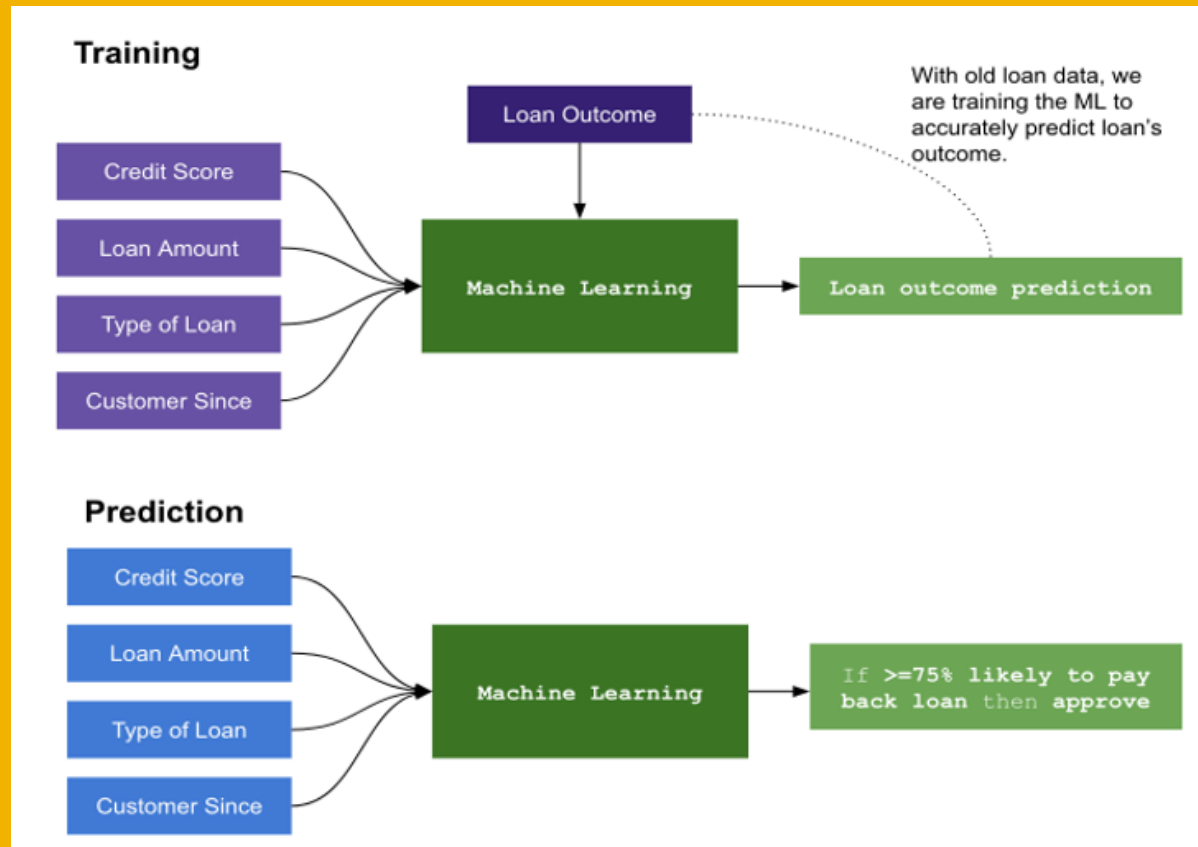 Training
With old loan data, we
are training the ML to
accurately predict loan's
outcome.
Loan Outcome
Credit Score
Loan Amount
Type of Loan
Customer Since
Machine Learning
Loan outcome prediction
Prediction
Credit Score
Loan Amount
Type of Loan
Customer Since
Machine Learning
If >=75% likely to pay
back loan then approve